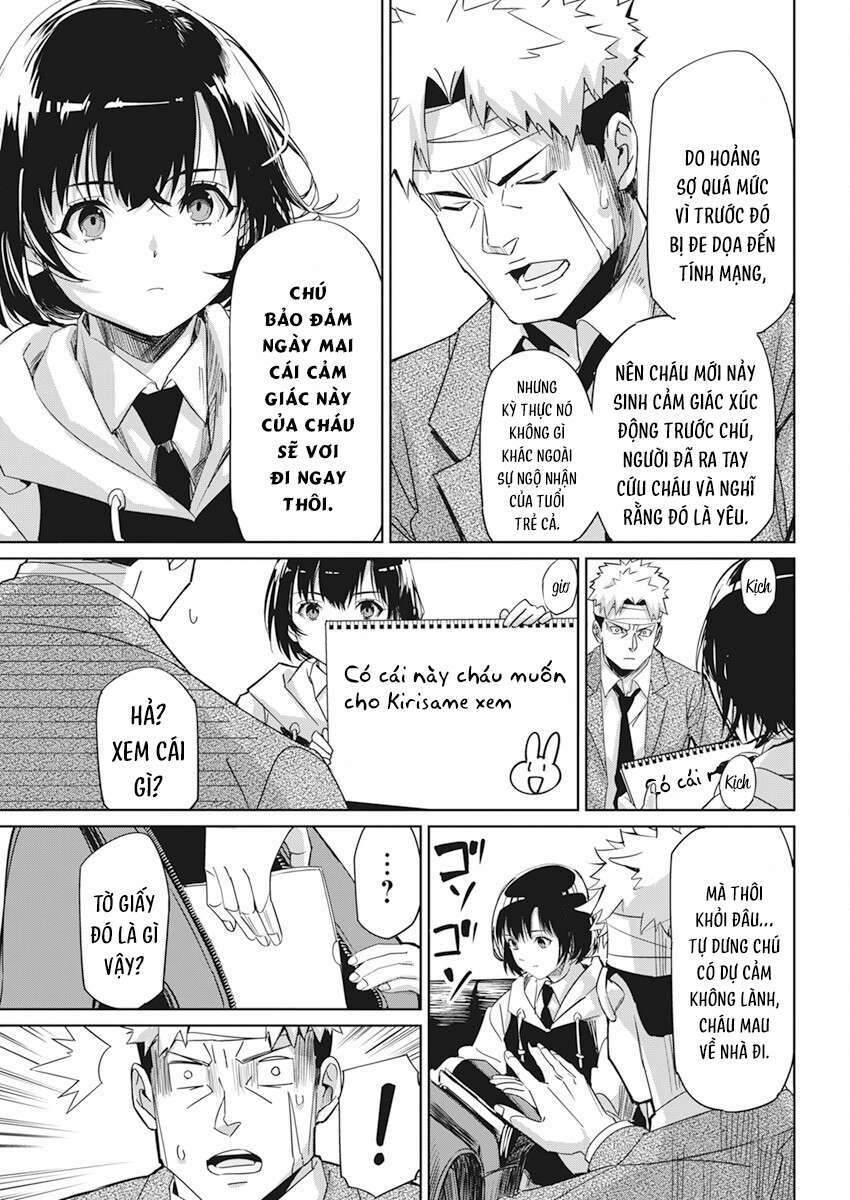 DO HOẢNG
SỢ QUÁ MỨC
VÌ TRƯỚC ĐÓ
BỊ ĐE DỌA ĐẾN
TÍNH MẠNG,
NÊN CHÁU MỚI NẢY
SINH CẢM GIÁC XÚC
ĐỘNG TRƯỚC CHÚ,
NGƯỜI ĐÃ RA TAY
CỨU CHÁU VÀ NGHĨ
RẰNG ĐÓ LÀ YÊU.
NHƯNG
KỲ THỰC NÓ
KHÔNG GÌ
KHÁC NGOÀI
SỰ NGỘ NHẬN
CỦA TUỔI
TRẺ CẢ.
CHÚ
BẢO ĐẢM
NGÀY MAI
CÁI CẢM
GIÁC NÀY
CỦA CHÁU
SẼ VƠI
ĐI NGAY
THÔI.
Kịch
Kịch
Có cái
giơ
Có cái này cháu muốn
cho Kirisame xem
HẢ?
XEM CÁI
GÌ?
MÀ THÔI
KHỎI ĐÂU...
TỰ DƯNG CHÚ
CÓ DỰ CẢM
KHÔNG LÀNH,
CHÁU MAU
VỀ NHÀ ĐI.
ゴソ
ゴソ
...?
TỜ GIẤY
ĐÓ LÀ GÌ
VẬY?
!